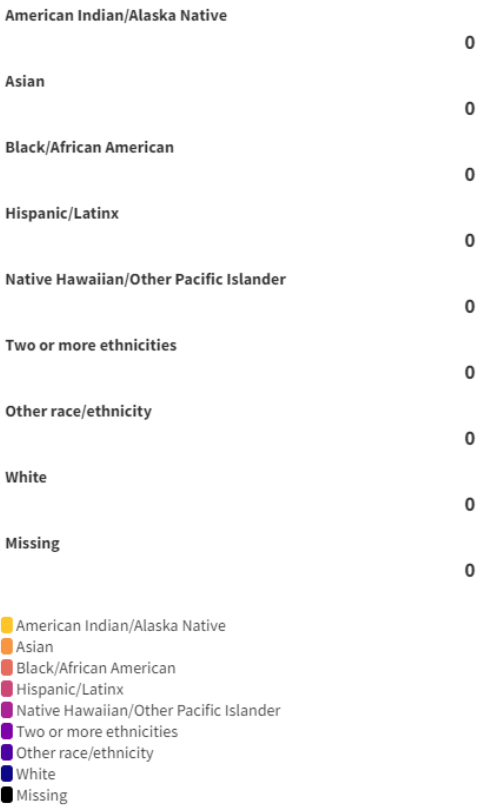 American Indian/Alaska Native
0
Asian
0
Black/African American
0
Hispanic/Latinx
0
Native Hawaiian/Other Pacific Islander
0
Two or more ethnicities
0
Other race/ethnicity
0
White
0
Missing
0
American Indian/Alaska Native
Asian
Black/African American
Hispanic/Latinx
Native Hawaiian/Other Pacific Islander
Two or more ethnicities
Other race/ethnicity
White
Missing